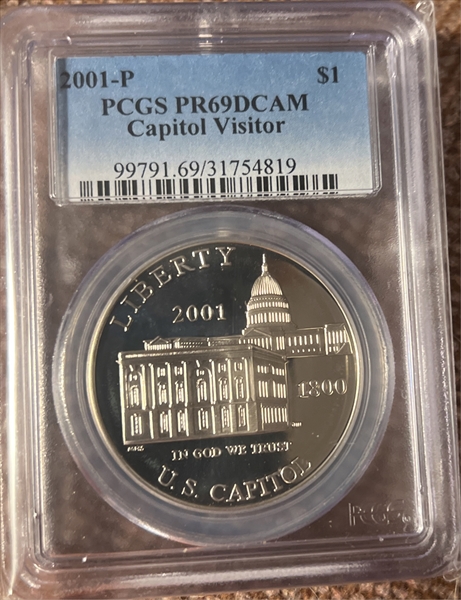 2001-P $1
PCGS PR69DCAM
Capitol Visitor
99791.69/31754819
LIBERTY
2001
1800
IN GOD WE TRUST
U.S. CAPITOL
PCGS